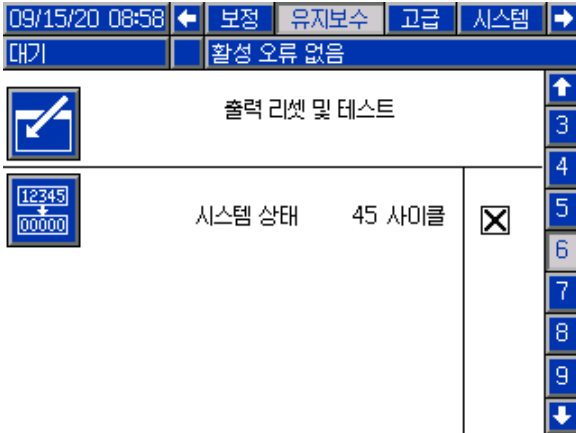 09/15/20 08:58 보정 유지보수 고급 시스템
대기 활성 오류 없음
출력 리셋 및 테스트
3
4
12345
00000
시스템 상태 45 사이클
5
6
7
8
9